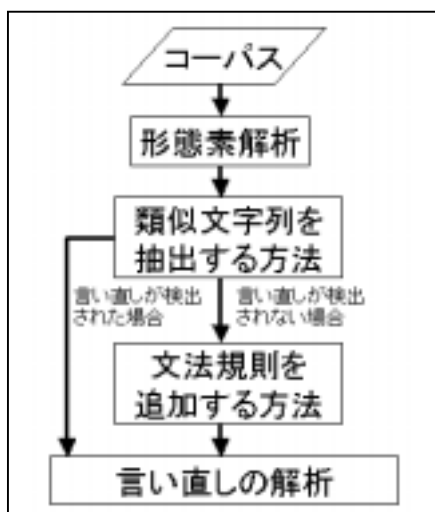 コーパス
形態素解析
類似文字列を
抽出する方法
言い直しが検出
された場合
言い直しが検出
されない場合
文法規則を
追加する方法
言い直しの解析